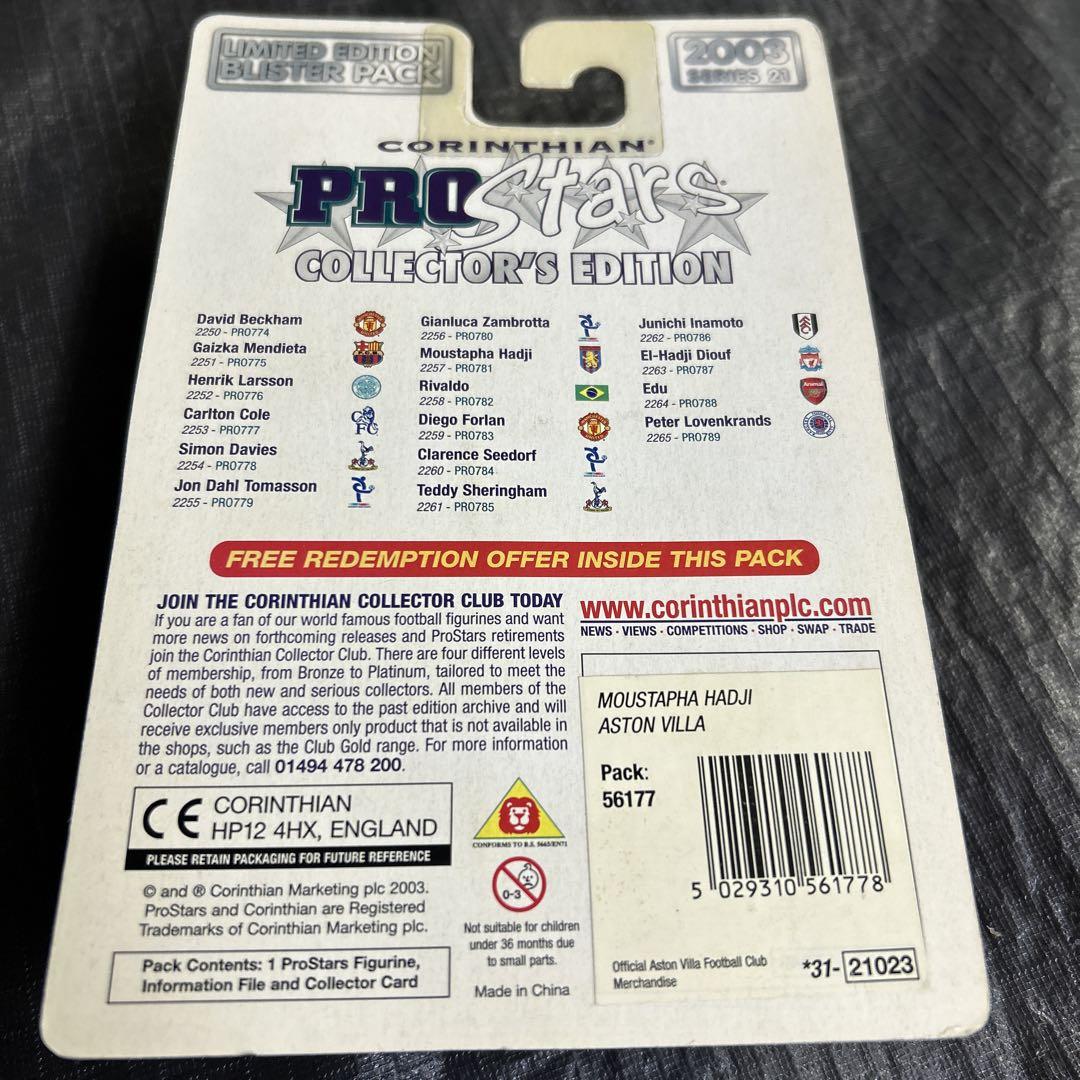 LIMITED EDITION
BLISTER PACK
2003
SERIES 21
CORINTHIAN®
PROStars
COLLECTOR'S EDITION
David Beckham
2250 - PRO774
Gaizka Mendieta
2251 - PRO775
Henrik Larsson
2252 - PRO776
Carlton Cole
2253 - PRO777
Simon Davies
2254 - PRO778
Jon Dahl Tomasson
2255 - PRO779
Gianluca Zambrotta
2256 - PRO780
Moustapha Hadji
2257 - PRO781
Rivaldo
2258 - PRO782
Diego Forlan
2259 - PRO783
Clarence Seedorf
2260 - PRO784
Teddy Sheringham
2261 - PRO785
Junichi Inamoto
2262 - PRO786
El-Hadji Diouf
2263 - PRO787
Edu
2264 - PRO788
Peter Lovenkrands
2265 - PRO789
Arsenal
FREE REDEMPTION OFFER INSIDE THIS PACK
JOIN THE CORINTHIAN COLLECTOR CLUB TODAY
If you are a fan of our world famous football figurines and want
more news on forthcoming releases and ProStars retirements
join the Corinthian Collector Club. There are four different levels
of membership, from Bronze to Platinum, tailored to meet the
needs of both new and serious collectors. All members of the
Collector Club have access to the past edition archive and will
receive exclusive members only product that is not available in
the shops, such as the Club Gold range. For more information
or a catalogue, call 01494 478 200.
www.corinthianplc.com
NEWS · VIEWS · COMPETITIONS · SHOP · SWAP · TRADE
MOUSTAPHA HADJI
ASTON VILLA
Pack:
56177
5 029310 561778
Official Aston Villa Football Club
Merchandise
*31- 21023
CE CORINTHIAN
HP12 4HX, ENGLAND
PLEASE RETAIN PACKAGING FOR FUTURE REFERENCE
© and ® Corinthian Marketing plc 2003.
ProStars and Corinthian are Registered
Trademarks of Corinthian Marketing plc.
Pack Contents: 1 ProStars Figurine,
Information File and Collector Card
CONFORMS TO B.S. 5665/EN71
0-3
Not suitable for children
under 36 months due
to small parts.
Made in China